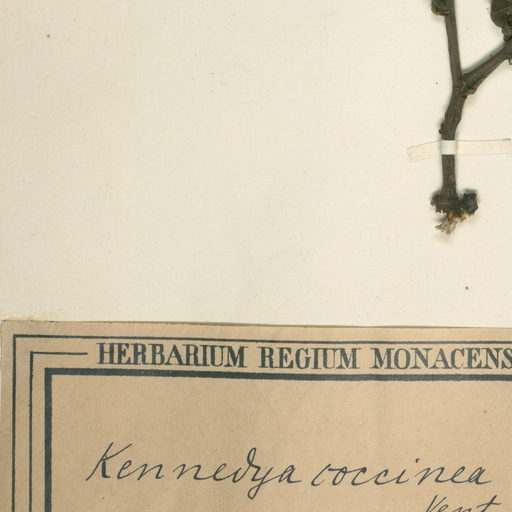 HERBARIUM REGIUM MONACENS
Kennedya coccinea
Vent